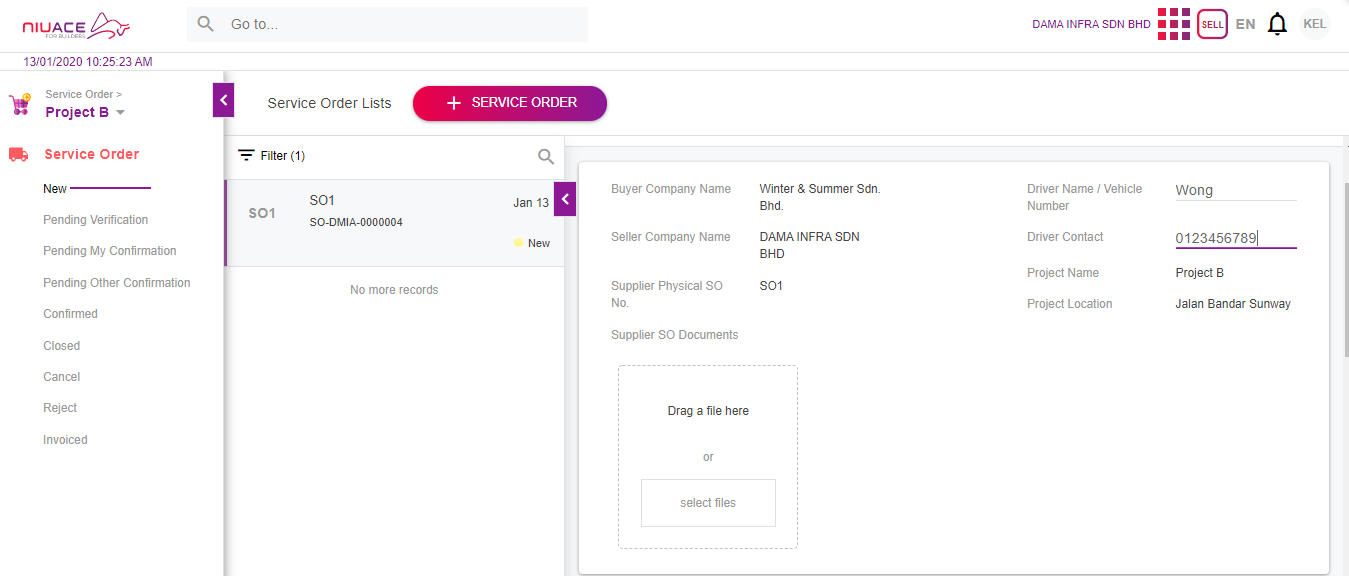 NIUACE
FOR BUILDERS
Go to...
DAMA INFRA SDN BHD
SELL
EN
KEL
13/01/2020 10:25:23 AM
Service Order >
Project B
Service Order
New
Pending Verification
Pending My Confirmation
Pending Other Confirmation
Confirmed
Closed
Cancel
Reject
Invoiced
Service Order Lists
+ SERVICE ORDER
Filter (1)
SO1
SO1
SO-DMIA-0000004
Jan 13
New
No more records
Buyer Company Name
Winter & Summer Sdn.
Bhd.
Seller Company Name
DAMA INFRA SDN
BHD
Supplier Physical SO
No.
SO1
Supplier SO Documents
Drag a file here
or
select files
Driver Name / Vehicle
Number
Wong
Driver Contact
0123456789
Project Name
Project B
Project Location
Jalan Bandar Sunway